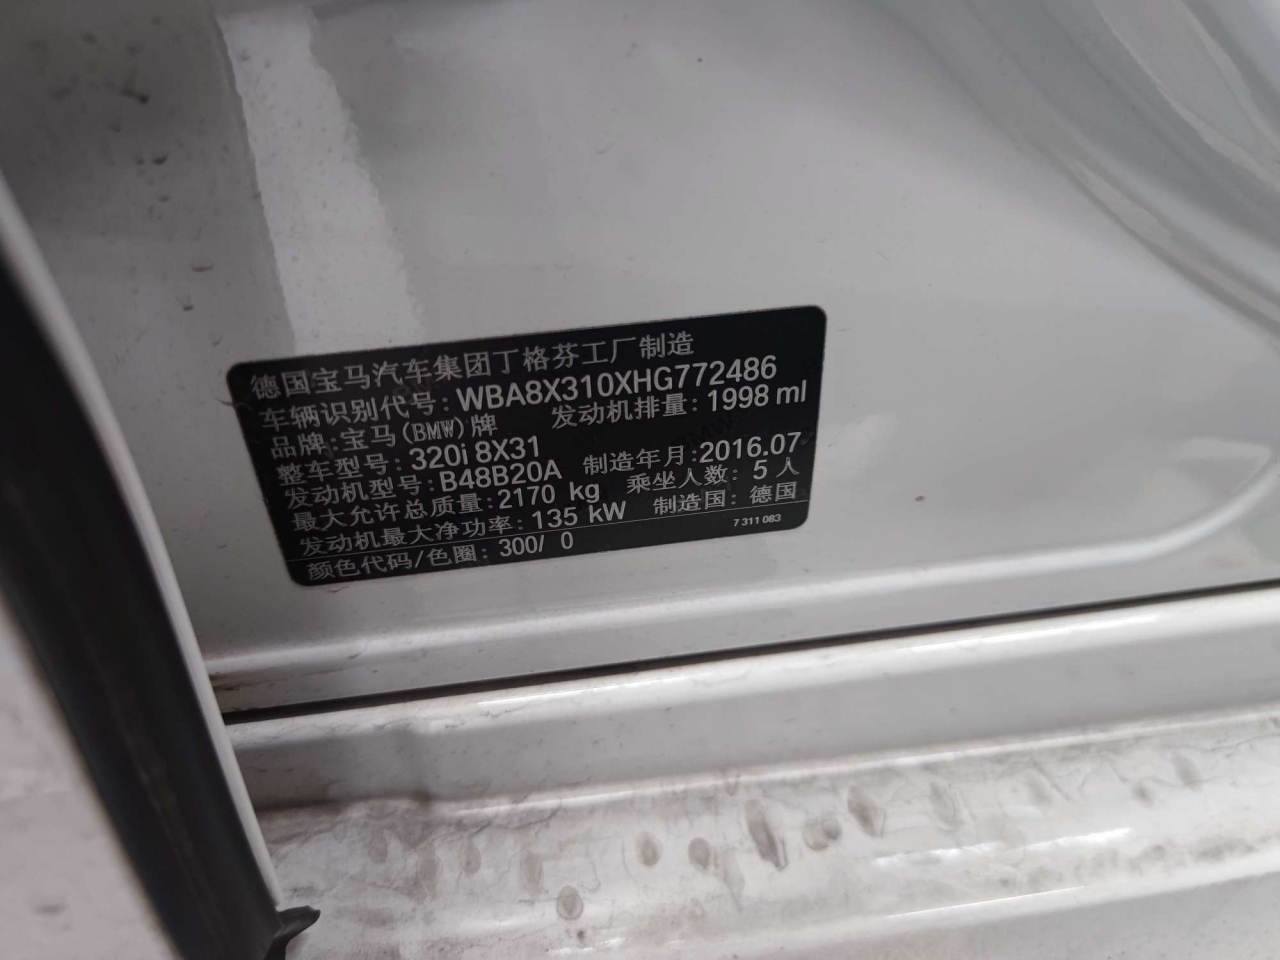 德国宝马汽车集团丁格芬工厂制造
车辆识别代号: WBA8X310XHG772486
品牌:宝马(BMW)牌 发动机排量: 1998 ml
整车型号: 320i 8X31 制造年月:2016.07
发动机型号: B48B20A 乘坐人数: 5 人
最大允许总质量: 2170 kg 制造国: 德国
发动机最大净功率: 135 kW 7 311 083
颜色代码/色圈: 300/ 0